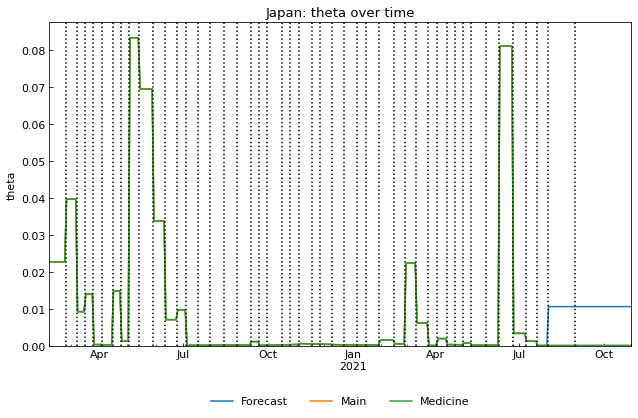 Japan: theta over time
theta
0.08
0.07
0.06
0.05
0.04
0.03
0.02
0.01
0.00
Apr Jul Oct Jan Apr Jul Oct
2021
Forecast Main Medicine